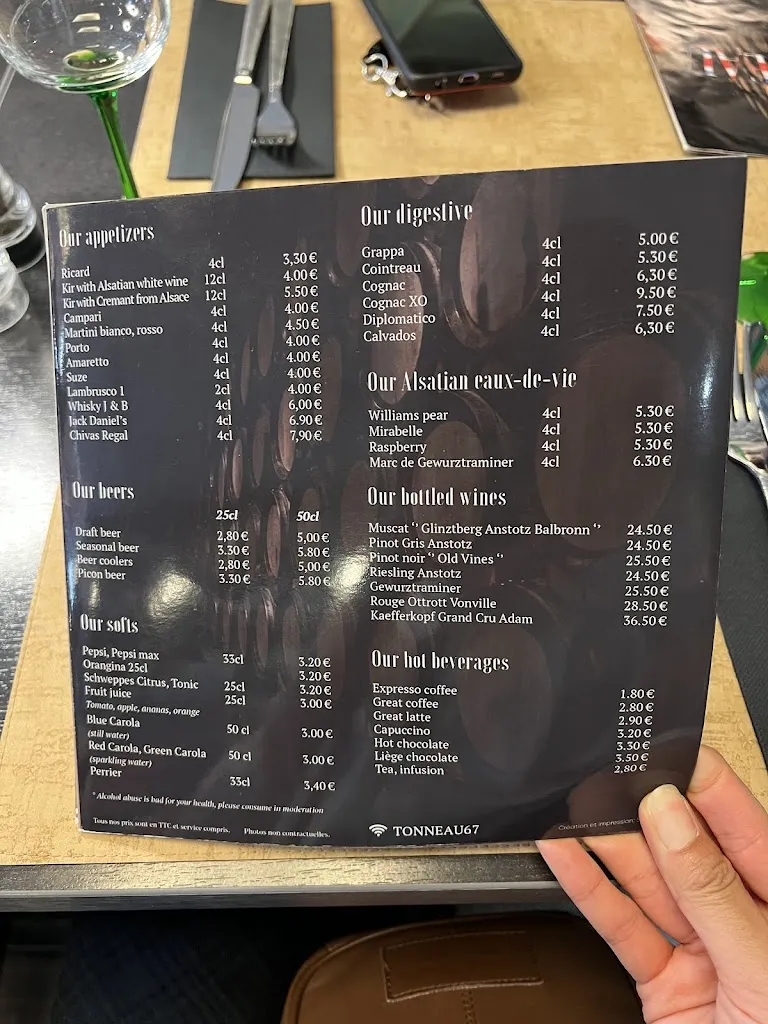 Our appetizers
Ricard 4cl 3,30 €
Kir with Alsatian white wine 12cl 4.00 €
Kir with Cremant from Alsace 12cl 5.50 €
Campari 4cl 4.00 €
Martini bianco, rosso 4cl 4.50 €
Porto 4cl 4.00 €
Amaretto 4cl 4.00 €
Suze 4cl 4.00 €
Lambrusco 1 2cl 4.00 €
Whisky J & B 4cl 6,00 €
Jack Daniel's 4cl 6.90 €
Chivas Regal 4cl 7,90 €
Our beers
25cl 50cl
Draft beer 2,80 € 5,00 €
Seasonal beer 3.30 € 5.80 €
Beer coolers 2,80 € 5,00 €
Picon beer 3.30 € 5.80 €
Our softs
Pepsi, Pepsi max 33cl 3.20 €
Orangina 25cl 3.20 €
Schweppes Citrus, Tonic 25cl 3.20 €
Fruit juice 25cl 3.00 €
Tomato, apple, ananas, orange
Blue Carola 50 cl 3.00 €
(still water)
Red Carola, Green Carola 50 cl 3.00 €
(sparkling water)
Perrier 33cl 3,40 €
* Alcohol abuse is bad for your health, please consume in moderation
Tous nos prix sont en TTC et service compris. Photos non contractuelles.
Our digestive
Grappa 4cl 5.00 €
Cointreau 4cl 5.30 €
Cognac 4cl 6,30 €
Cognac XO 4cl 9.50 €
Diplomatico 4cl 7.50 €
Calvados 4cl 6,30 €
Our Alsatian eaux-de-vie
Williams pear 4cl 5.30 €
Mirabelle 4cl 5.30 €
Raspberry 4cl 5.30 €
Marc de Gewurztraminer 4cl 6.30 €
Our bottled wines
Muscat '' Glinztberg Anstotz Balbronn '' 24.50 €
Pinot Gris Anstotz 24.50 €
Pinot noir '' Old Vines '' 25.50 €
Riesling Anstotz 24.50 €
Gewurztraminer 25.50 €
Rouge Ottrott Vonville 28.50 €
Kaefferkopf Grand Cru Adam 36.50 €
Our hot beverages
Expresso coffee 1.80 €
Great coffee 2.80 €
Great latte 2.90 €
Capuccino 3.20 €
Hot chocolate 3.30 €
Liège chocolate 3.50 €
Tea, infusion 2,80 €
TONNEAU67
Création et impression: